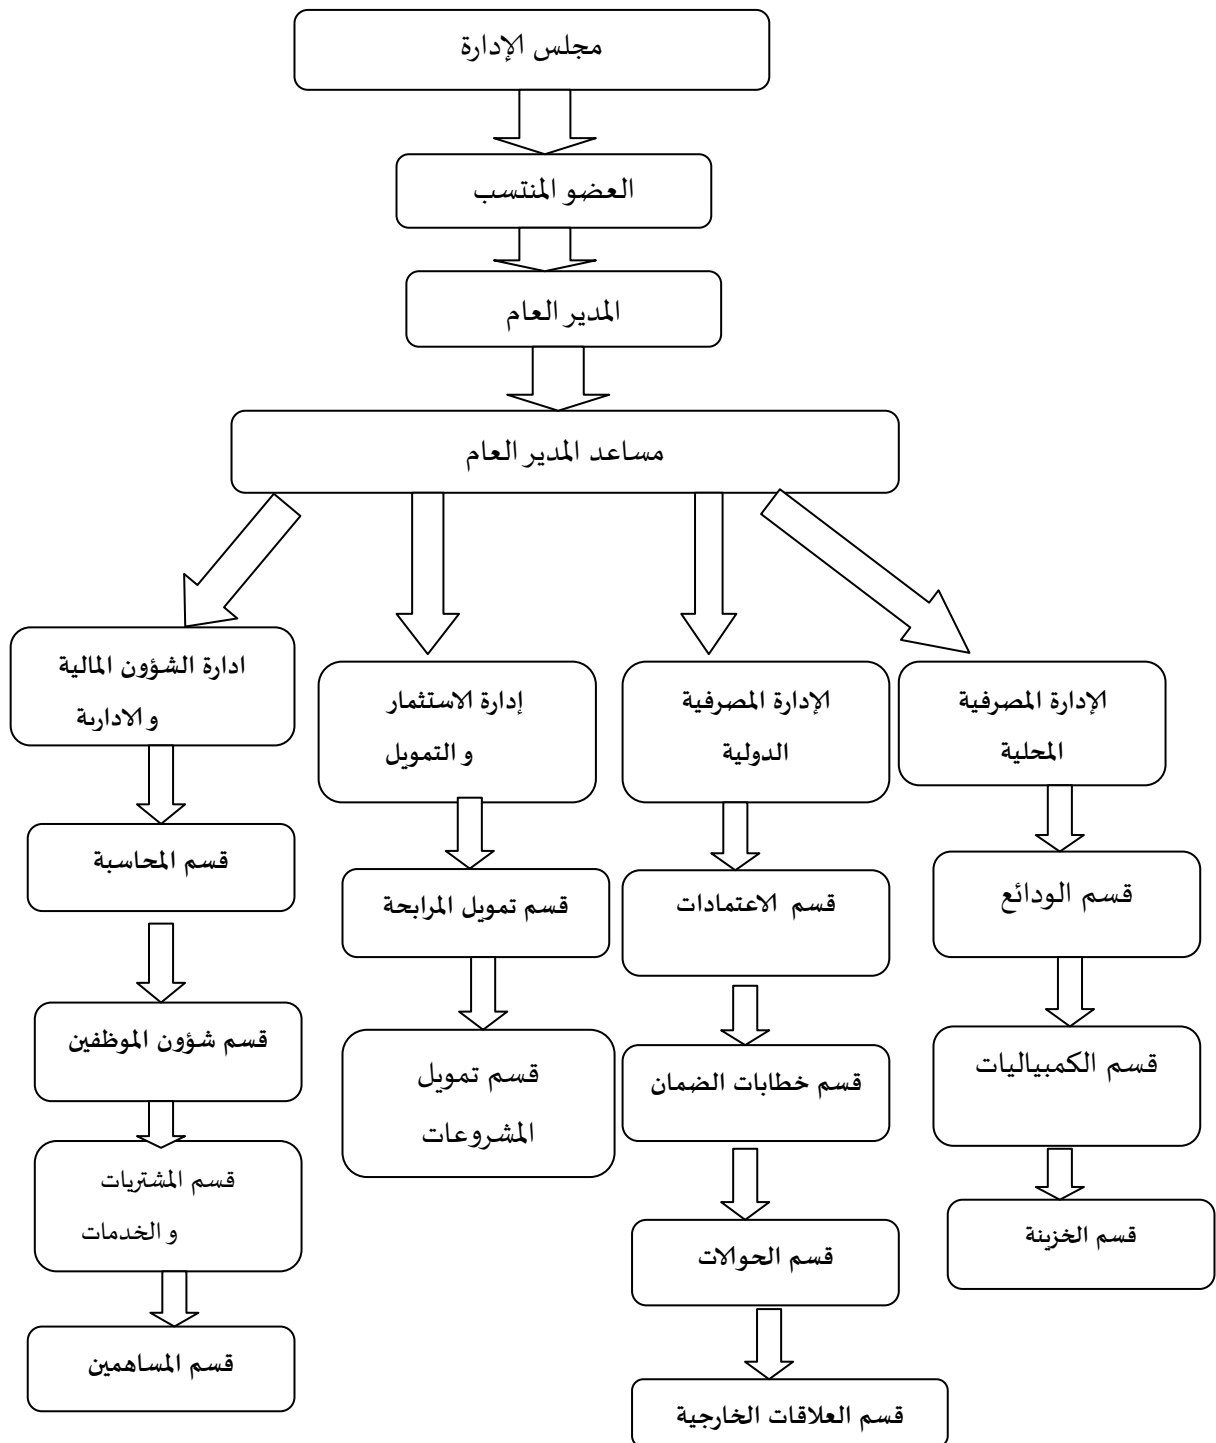 مجلس الإدارة
العضو المنتسب
المدير العام
مساعد المدير العام
الإدارة المصرفية
المحلية
قسم الودائع
قسم الكمبياليات
قسم الخزينة
الإدارة المصرفية
الدولية
قسم الاعتمادات
قسم خطابات الضمان
قسم الحوالات
قسم العلاقات الخارجية
إدارة الاستثمار
و التمويل
قسم تمويل المرابحة
قسم تمويل
المشروعات
ادارة الشؤون المالية
و الادارية
قسم المحاسبة
قسم شؤون الموظفين
قسم المشتريات
و الخدمات
قسم المساهمين